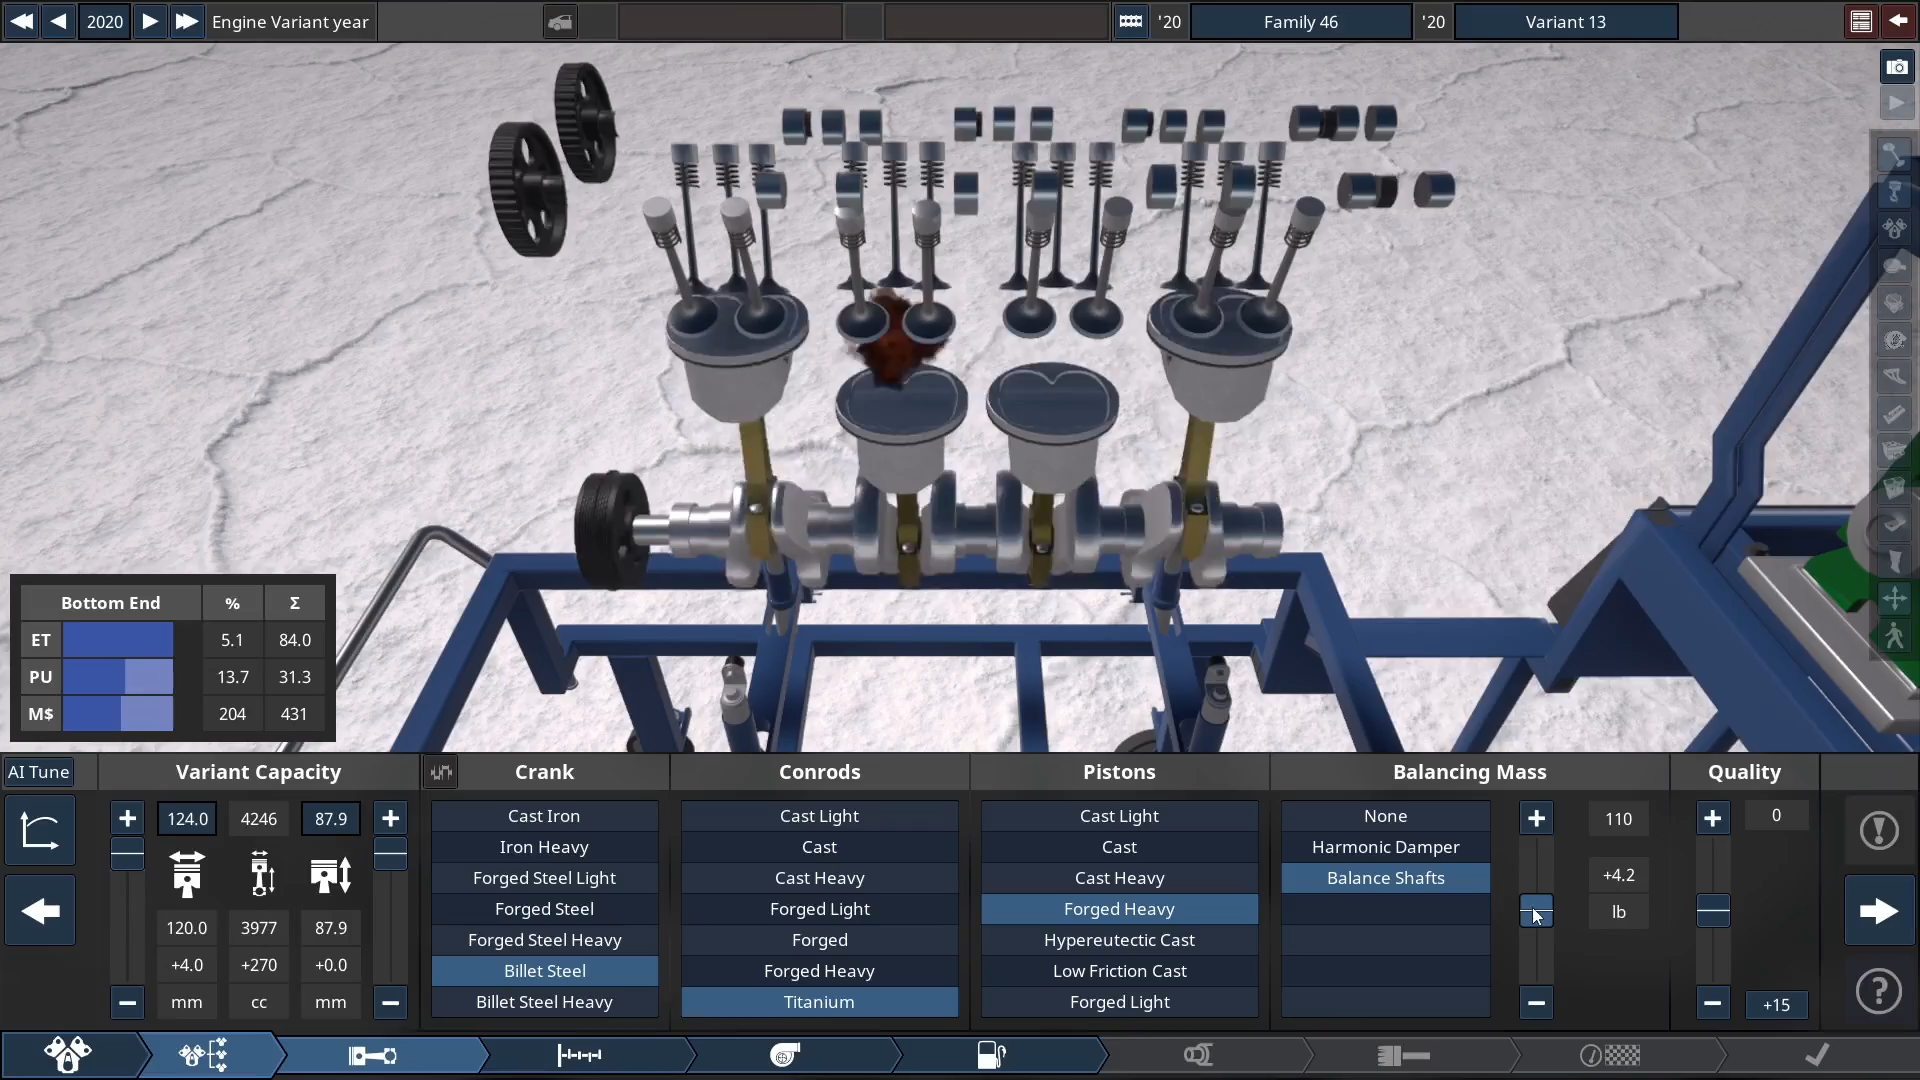 2020 Engine Variant year '20 Family 46 '20 Variant 13
Bottom End % Σ
ET 5.1 84.0
PU 13.7 31.3
M$ 204 431
AI Tune Variant Capacity Crank Conrods Pistons Balancing Mass Quality
124.0 4246 87.9
120.0 3977 87.9
+4.0 +270 +0.0
mm cc mm
Cast Iron
Iron Heavy
Forged Steel Light
Forged Steel
Forged Steel Heavy
Billet Steel
Billet Steel Heavy
Cast Light
Cast
Cast Heavy
Forged Light
Forged
Forged Heavy
Titanium
Cast Light
Cast
Cast Heavy
Forged Heavy
Hypereutectic Cast
Low Friction Cast
Forged Light
None
Harmonic Damper
Balance Shafts
110
+4.2
lb
0
+15